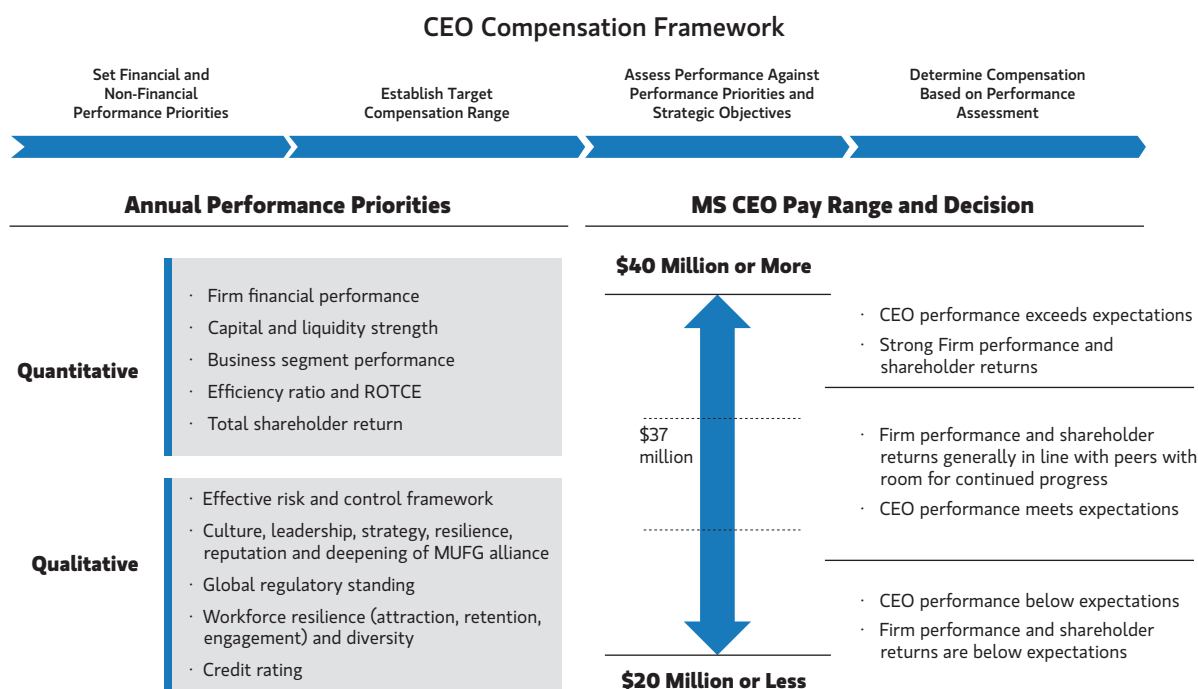 CEO Compensation Framework
Set Financial and
Non-Financial
Performance Priorities
Establish Target
Compensation Range
Assess Performance Against
Performance Priorities and
Strategic Objectives
Determine Compensation
Based on Performance
Assessment
Annual Performance Priorities
Quantitative
· Firm financial performance
· Capital and liquidity strength
· Business segment performance
· Efficiency ratio and ROTCE
· Total shareholder return
Qualitative
· Effective risk and control framework
· Culture, leadership, strategy, resilience,
reputation and deepening of MUFG alliance
· Global regulatory standing
· Workforce resilience (attraction, retention,
engagement) and diversity
· Credit rating
MS CEO Pay Range and Decision
$40 Million or More
$37
million
$20 Million or Less
· CEO performance exceeds expectations
· Strong Firm performance and
shareholder returns
· Firm performance and shareholder
returns generally in line with peers with
room for continued progress
· CEO performance meets expectations
· CEO performance below expectations
· Firm performance and shareholder
returns are below expectations